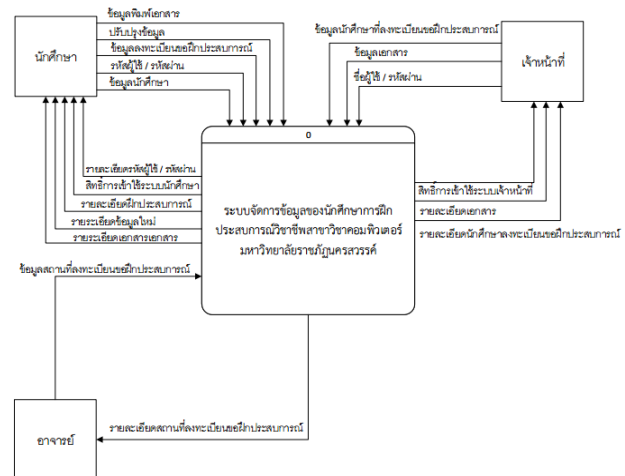 ข้อมูลพิมพ์เอกสาร
ปรับปรุงข้อมูล
ข้อมูลลงทะเบียนขอฝึกประสบการณ์
รหัสผู้ใช้ / รหัสผ่าน
ข้อมูลนักศึกษา
นักศึกษา
ข้อมูลนักศึกษาที่ลงทะเบียนขอฝึกประสบการณ์
ข้อมูลเอกสาร
ชื่อผู้ใช้ / รหัสผ่าน
เจ้าหน้าที่
0
ระบบจัดการข้อมูลของนักศึกษาการฝึก
ประสบการณ์วิชาชีพสาขาวิชาคอมพิวเตอร์
มหาวิทยาลัยราชภัฏนครสวรรค์
รายละเอียดรหัสผู้ใช้ / รหัสผ่าน
สิทธิ์การเข้าใช้ระบบนักศึกษา
รายละเอียดฝึกประสบการณ์
รายระเอียดข้อมูลใหม่
รายระเอียดเอกสารเอกสาร
สิทธิ์การเข้าใช้ระบบเจ้าหน้าที่
รายละเอียดเอกสาร
รายละเอียดนักศึกษาลงทะเบียนขอฝึกประสบการณ์
ข้อมูลสถานที่ลงทะเบียนขอฝึกประสบการณ์
รายละเอียดสถานที่ลงทะเบียนขอฝึกประสบการณ์
อาจารย์